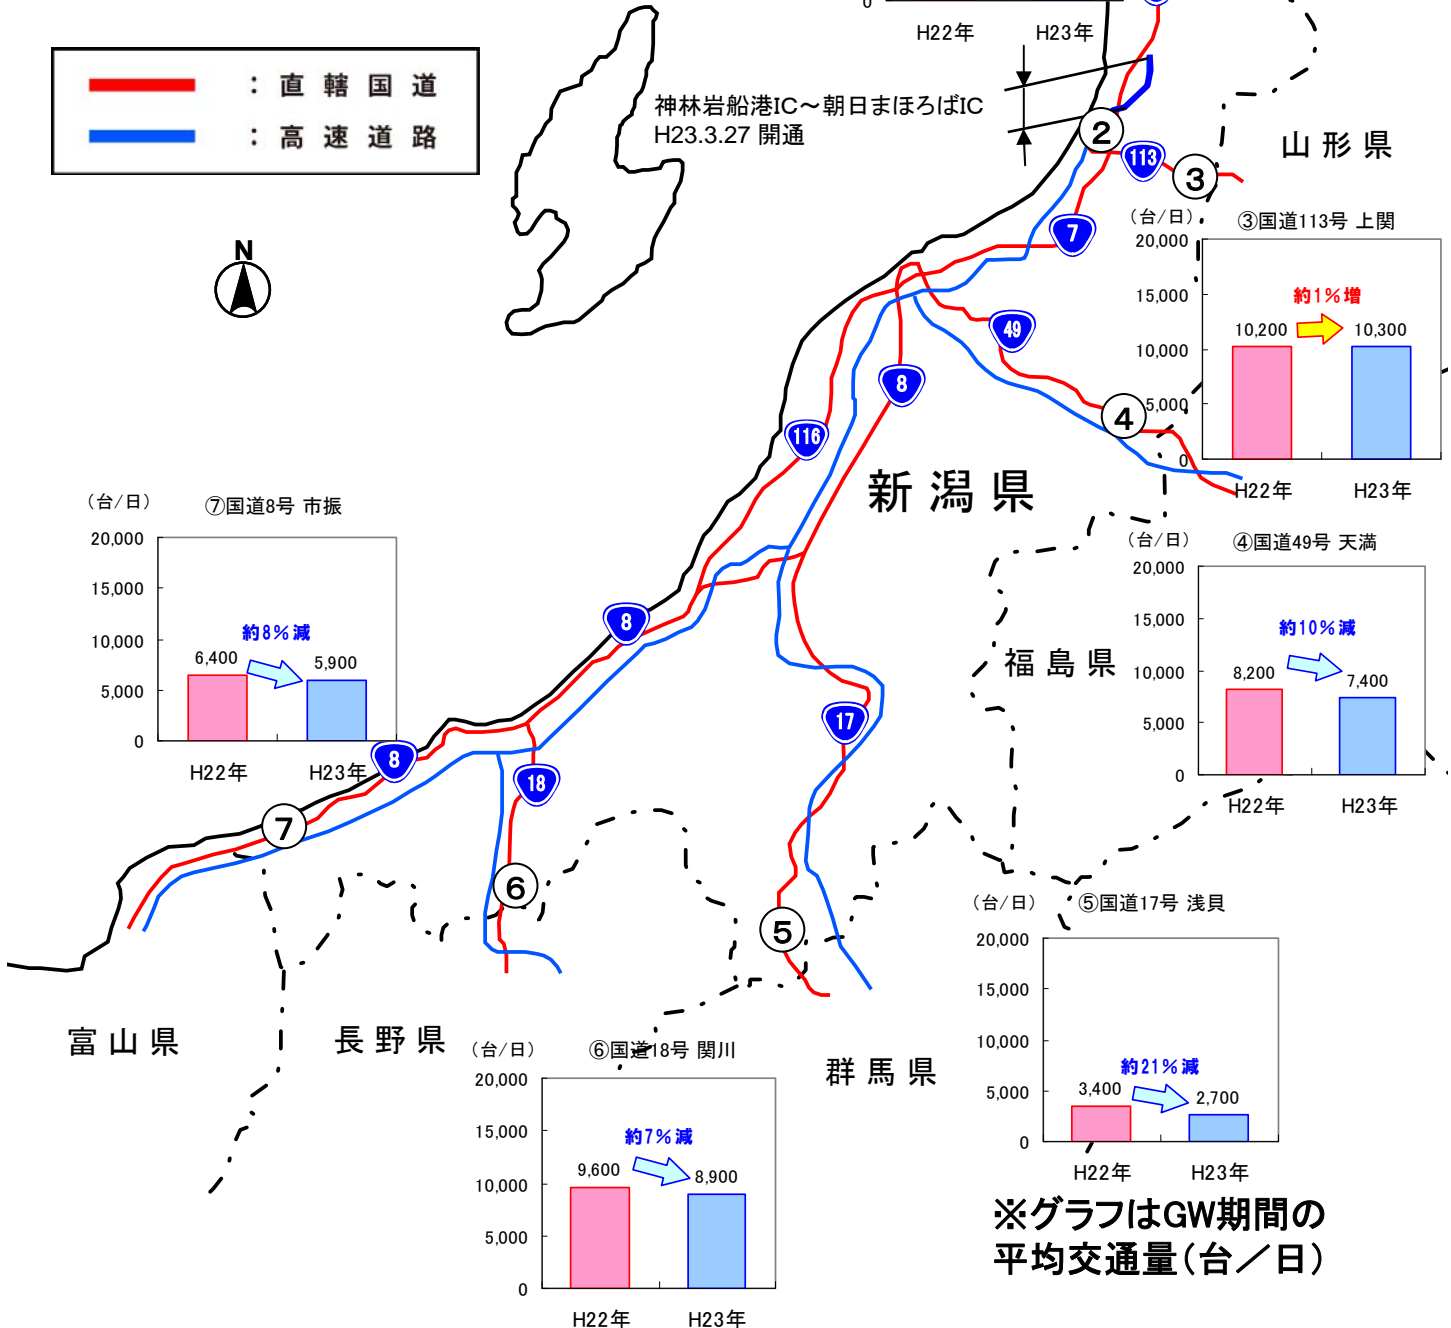 0
H22年 H23年
：直轄国道
：高速道路
神林岩船港IC～朝日まほろばIC
H23.3.27 開通
N
②
113
③
山形県
7
（台/日） ③国道113号 上関
20,000
15,000
10,000
5,000
0
約1%増
10,200
10,300
H22年 H23年
49
8
④
116
新潟県
（台/日） ⑦国道8号 市振
20,000
15,000
10,000
5,000
0
約8%減
6,400
5,900
H22年 H23年
（台/日） ④国道49号 天満
20,000
15,000
10,000
5,000
0
約10%減
8,200
7,400
H22年 H23年
8
福島県
17
8
18
⑦
⑥
⑤
（台/日） ⑤国道17号 浅貝
20,000
15,000
10,000
5,000
0
約21%減
3,400
2,700
H22年 H23年
富山県
長野県
群馬県
（台/日） ⑥国道18号 関川
20,000
15,000
10,000
5,000
0
約7%減
9,600
8,900
H22年 H23年
※グラフはGW期間の
平均交通量（台／日）